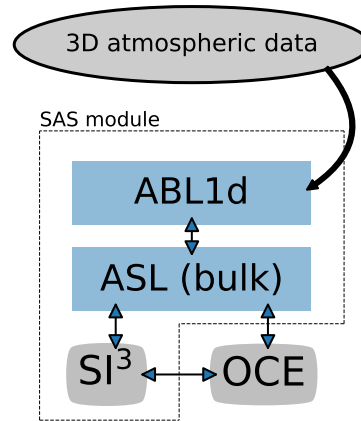 3D atmospheric data
SAS module
ABL1d
ASL (bulk)
SI³ OCE